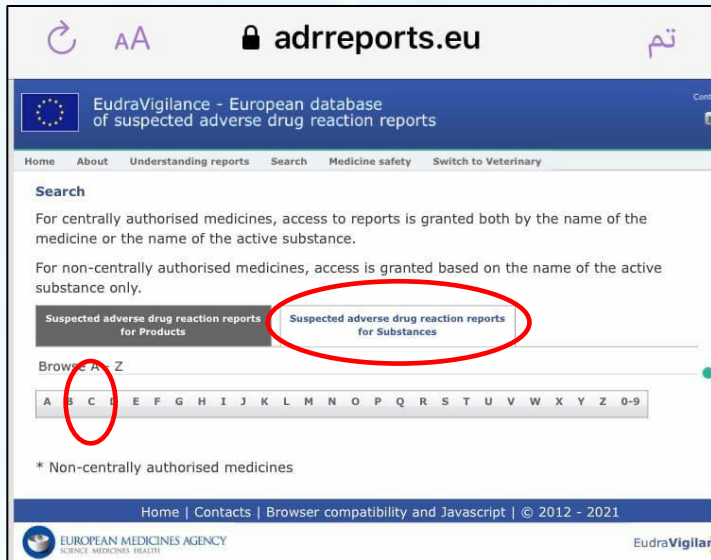 AA adrreports.eu تم
EudraVigilance - European database
of suspected adverse drug reaction reports
Home About Understanding reports Search Medicine safety Switch to Veterinary
Search
For centrally authorised medicines, access to reports is granted both by the name of the
medicine or the name of the active substance.
For non-centrally authorised medicines, access is granted based on the name of the active
substance only.
Suspected adverse drug reaction reports
for Products
Suspected adverse drug reaction reports
for Substances
Browse A - Z
A B C D E F G H I J K L M N O P Q R S T U V W X Y Z 0-9
* Non-centrally authorised medicines
Home | Contacts | Browser compatibility and Javascript | © 2012 - 2021
EUROPEAN MEDICINES AGENCY
SCIENCE MEDICINES HEALTH